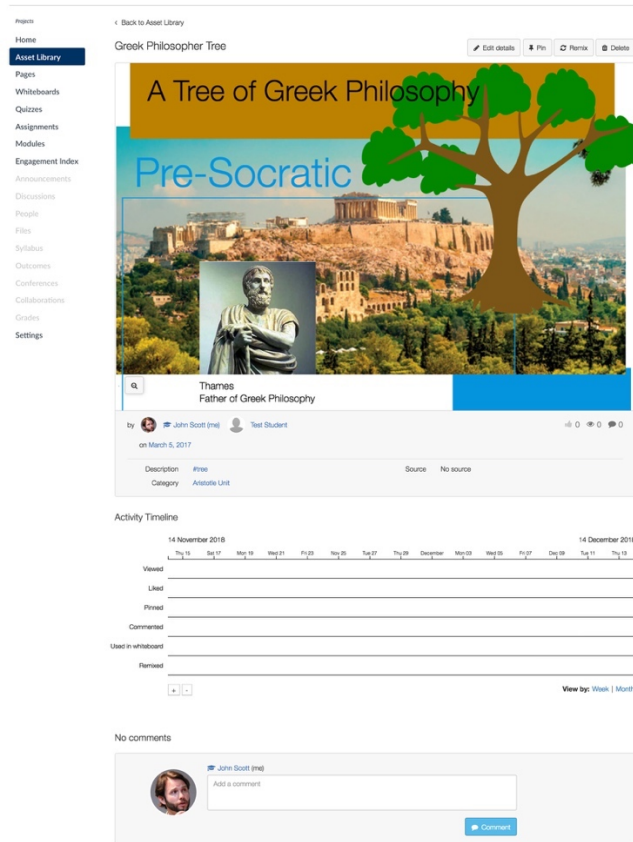 Projects
Home
Asset Library
Pages
Whiteboards
Quizzes
Assignments
Modules
Engagement Index
Announcements
Discussions
People
Files
Syllabus
Outcomes
Conferences
Collaborations
Grades
Settings
‹ Back to Asset Library
Greek Philosopher Tree
Edit details
Pin
Remix
Delete
A Tree of Greek Philosophy
Pre-Socratic
Thames
Father of Greek Philosophy
by John Scott (me) Test Student
0 0 0
on March 5, 2017
Description #tree Source No source
Category Aristotle Unit
Activity Timeline
14 November 2018 14 December 2018
Thu 15 Sat 17 Mon 19 Wed 21 Fri 23 Nov 25 Tue 27 Thu 29 December Mon 03 Wed 05 Fri 07 Dec 09 Tue 11 Thu 13
Viewed
Liked
Pinned
Commented
Used in whiteboard
Remixed
+ -
View by: Week | Month
No comments
John Scott (me)
Add a comment
Comment